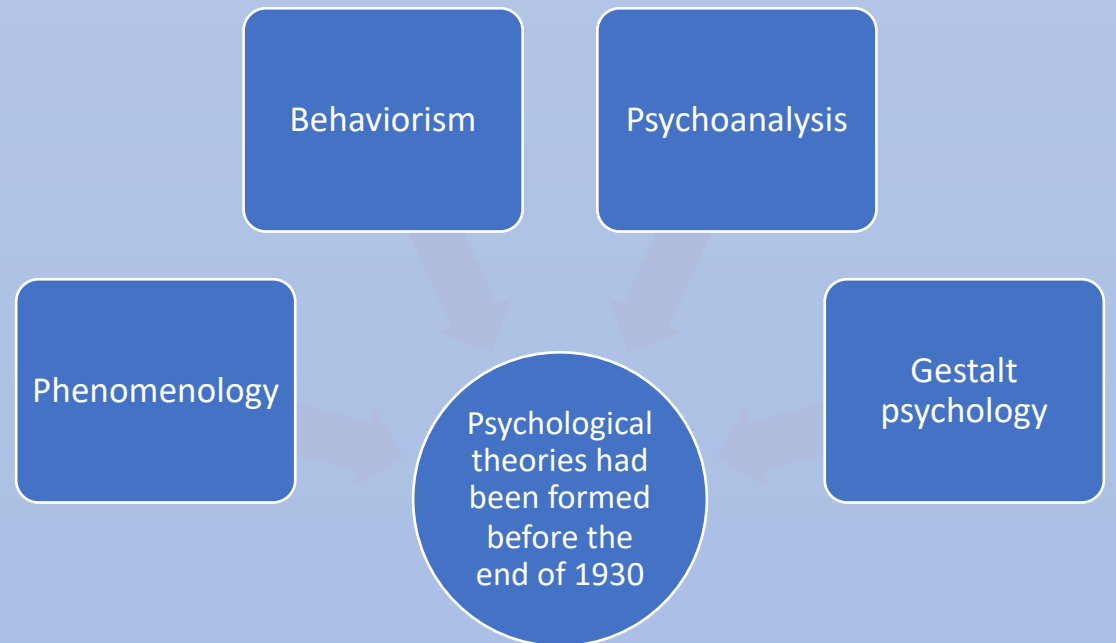 Behaviorism
Psychoanalysis
Phenomenology
Gestalt
psychology
Psychological
theories had
been formed
before the
end of 1930